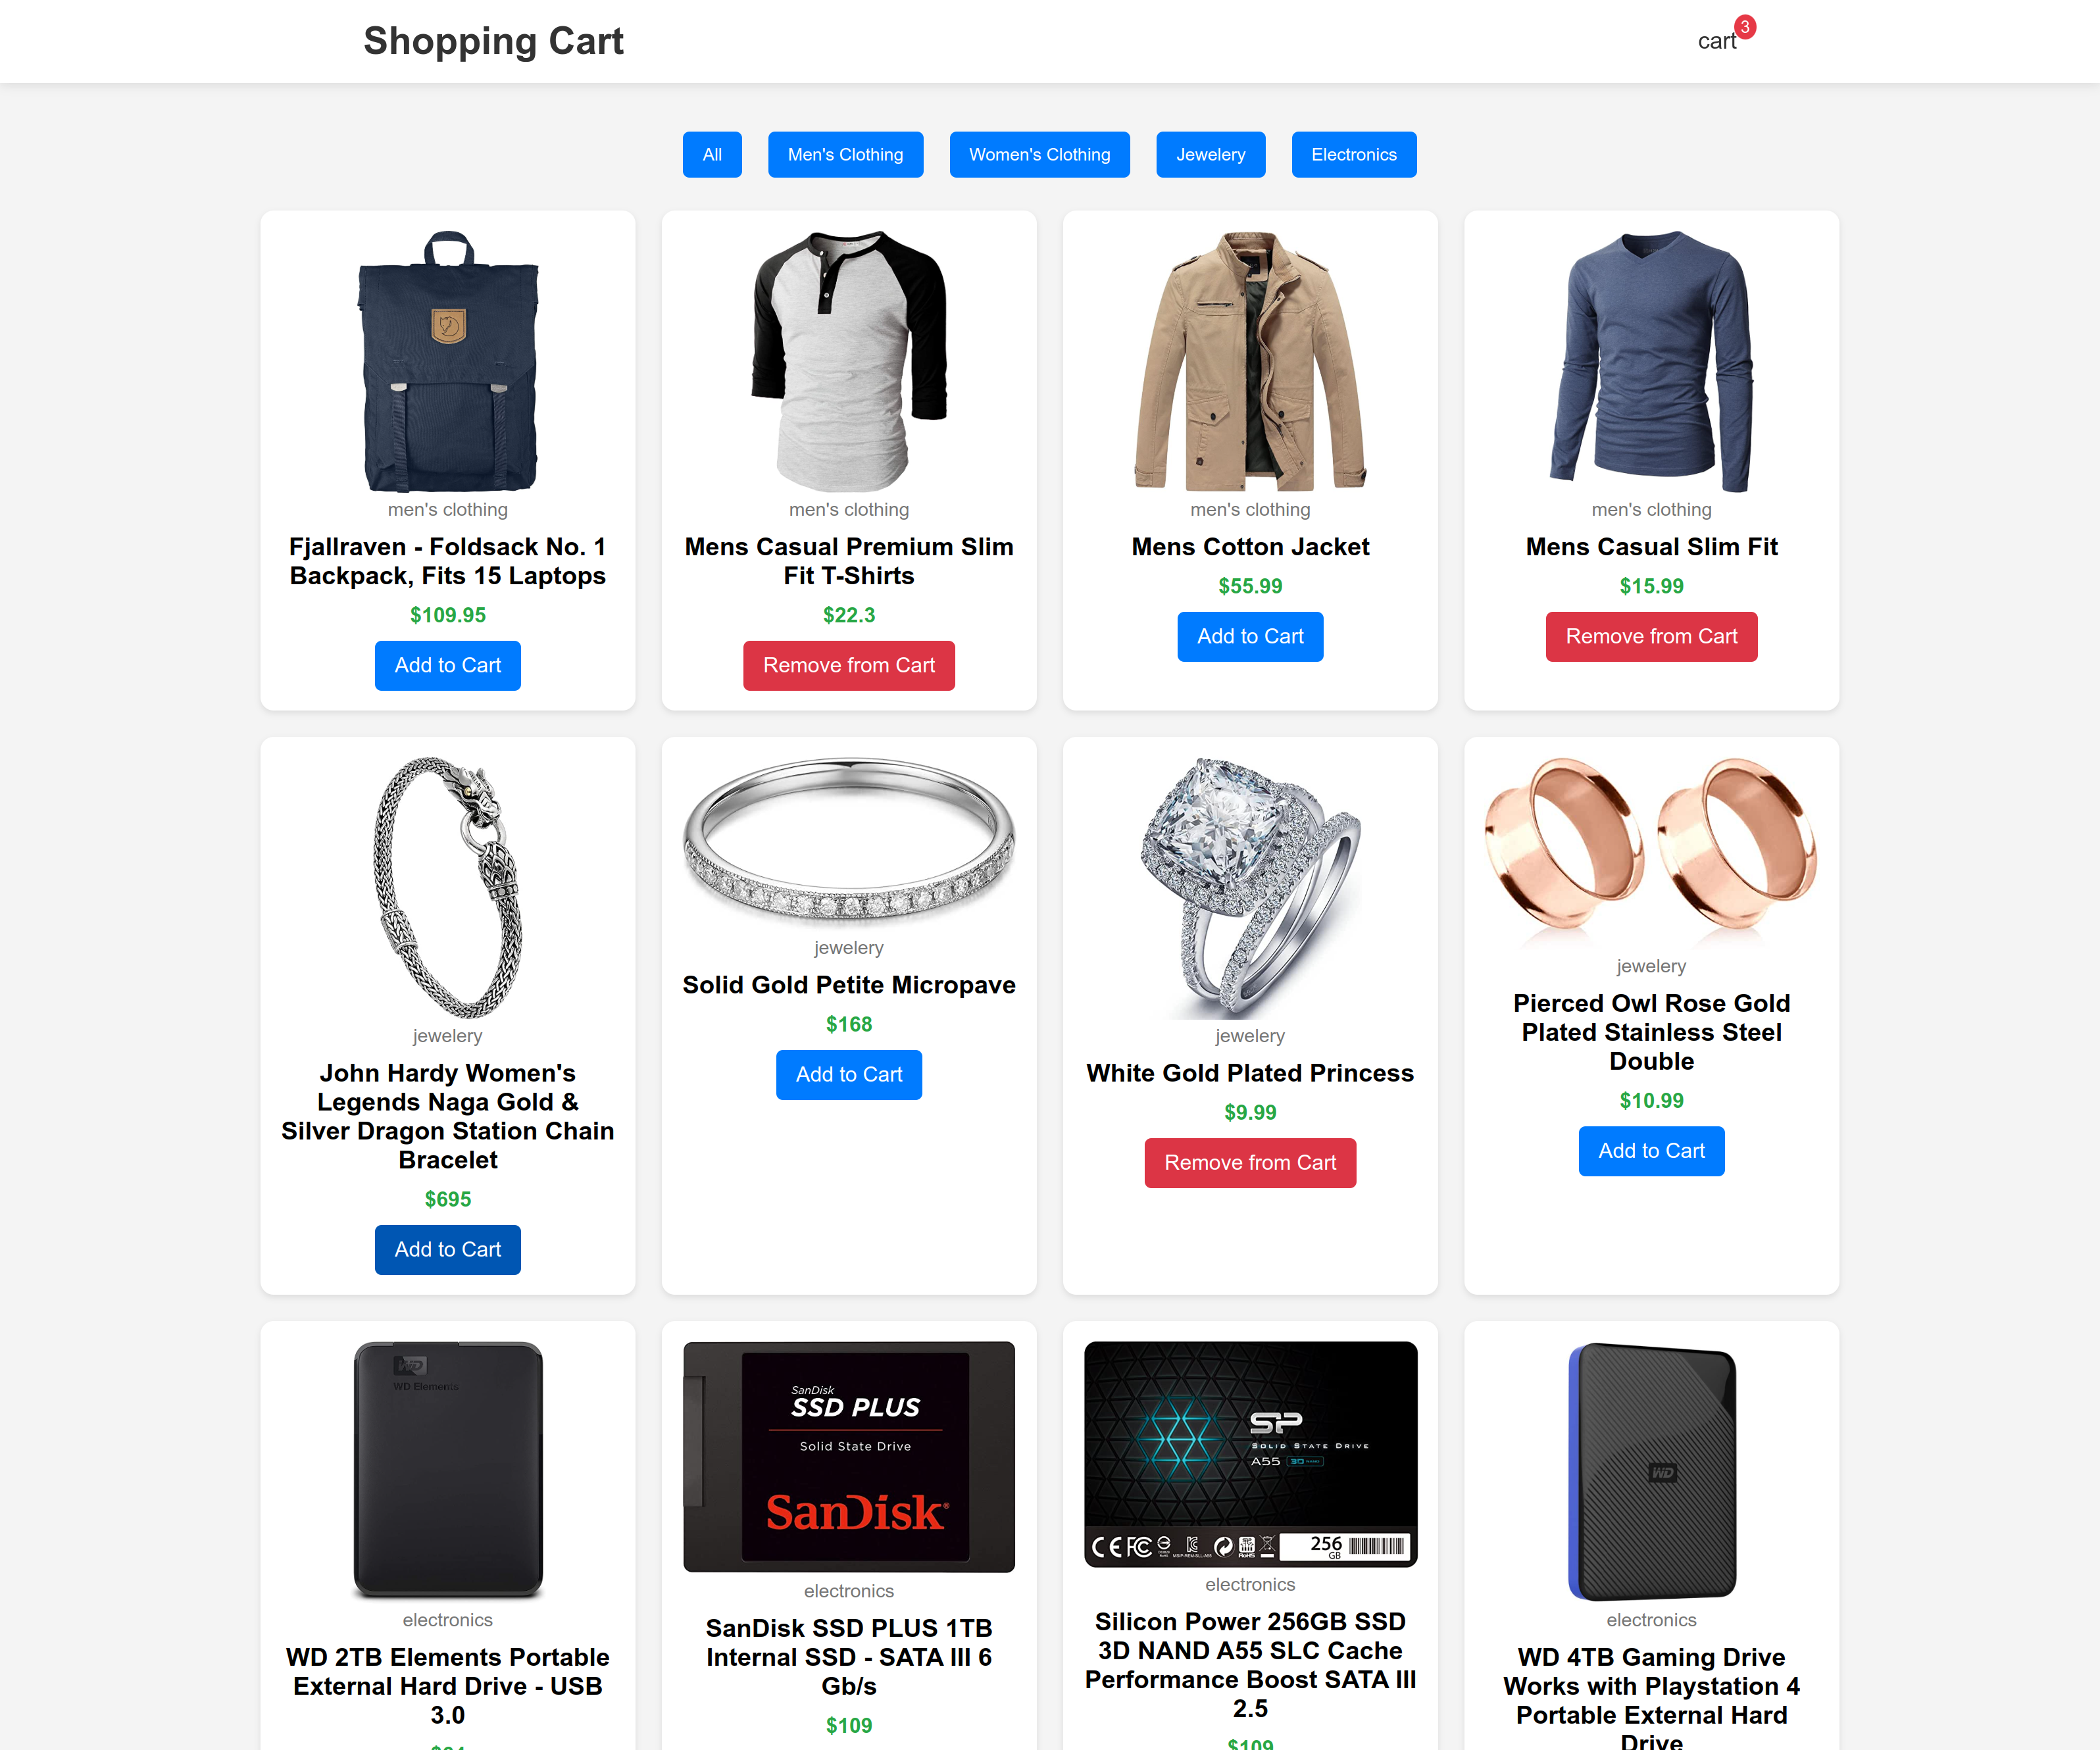 Shopping Cart
cart
3
All
Men's Clothing
Women's Clothing
Jewelery
Electronics
men's clothing
Fjallraven - Foldsack No. 1
Backpack, Fits 15 Laptops
$109.95
Add to Cart
men's clothing
Mens Casual Premium Slim
Fit T-Shirts
$22.3
Remove from Cart
men's clothing
Mens Cotton Jacket
$55.99
Add to Cart
men's clothing
Mens Casual Slim Fit
$15.99
Remove from Cart
jewelery
John Hardy Women's
Legends Naga Gold &
Silver Dragon Station Chain
Bracelet
$695
Add to Cart
jewelery
Solid Gold Petite Micropave
$168
Add to Cart
jewelery
White Gold Plated Princess
$9.99
Remove from Cart
jewelery
Pierced Owl Rose Gold
Plated Stainless Steel
Double
$10.99
Add to Cart
WD
WD Elements
electronics
WD 2TB Elements Portable
External Hard Drive - USB
3.0
SanDisk
SSD PLUS
Solid State Drive
SanDisk®
electronics
SanDisk SSD PLUS 1TB
Internal SSD - SATA III 6
Gb/s
$109
SP
SOLID STATE DRIVE
A55
256
GB
electronics
Silicon Power 256GB SSD
3D NAND A55 SLC Cache
Performance Boost SATA III
2.5
$109
WD
electronics
WD 4TB Gaming Drive
Works with Playstation 4
Portable External Hard
Drive